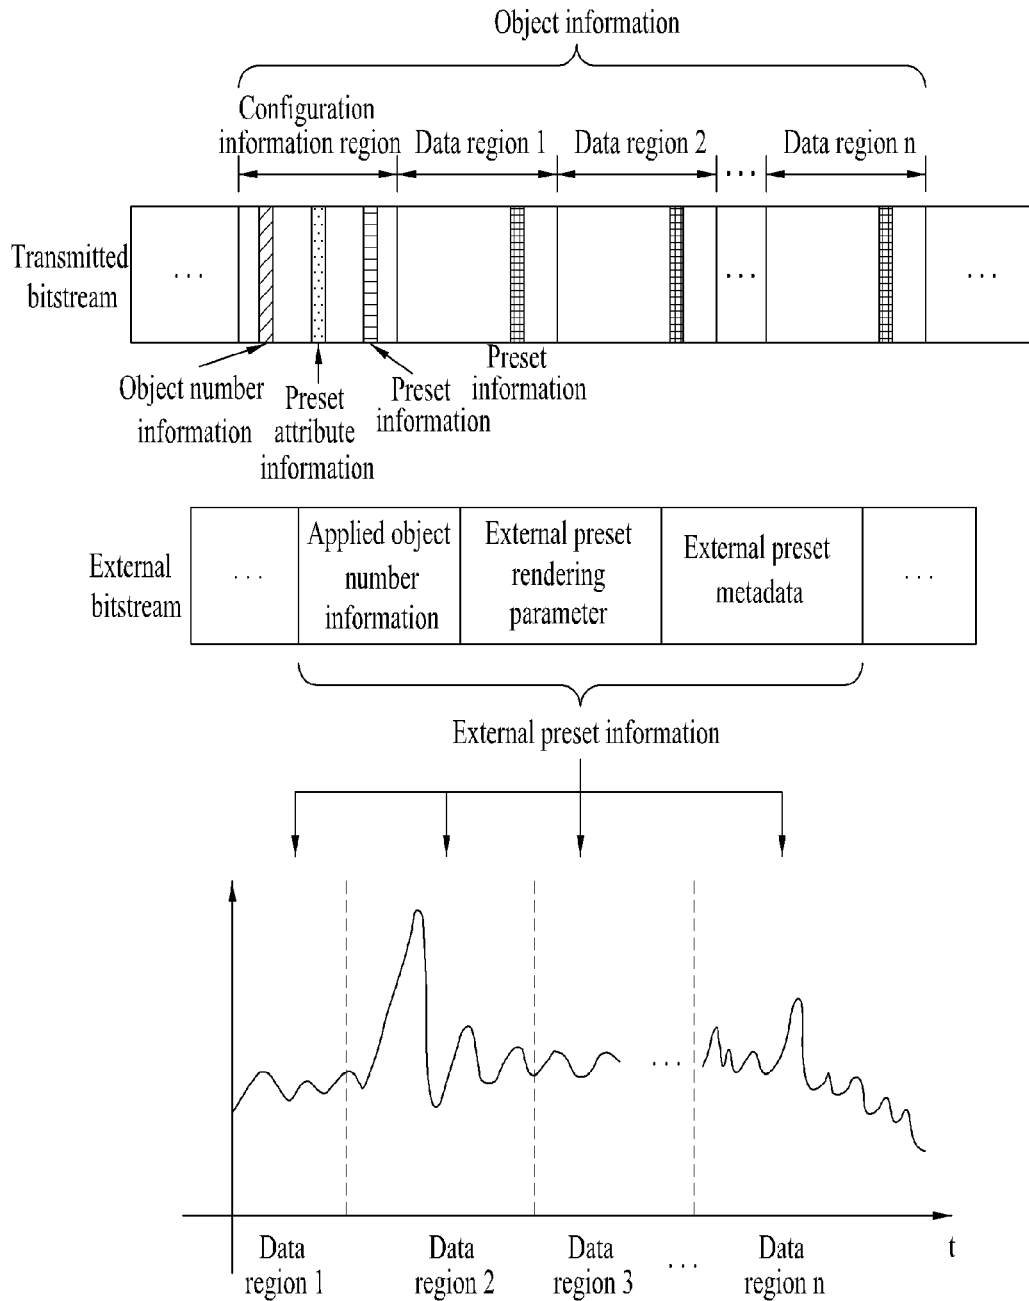 Object information
Configuration
information region
Data region 1
Data region 2
. . .
Data region n
Transmitted
bitstream
. . .
. . .
. . .
Object number
information
Preset
attribute
information
Preset
information
Preset
information
External
bitstream
. . .
Applied object
number
information
External preset
rendering
parameter
External preset
metadata
. . .
External preset information
. . .
Data
region 1
Data
region 2
Data
region 3
. . .
Data
region n
t